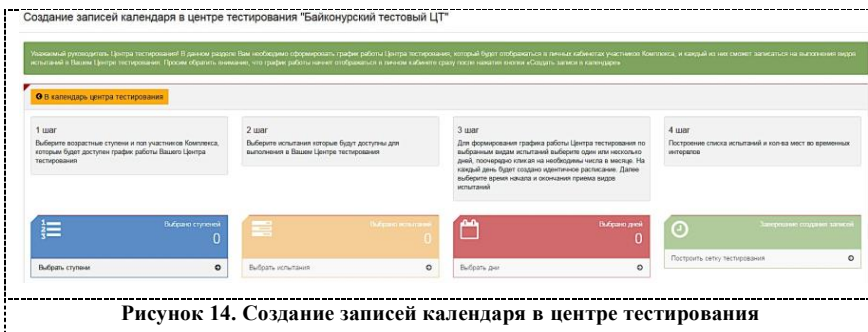 Создание записей календаря в центре тестирования "Байконурский тестовый ЦТ"
Уважаемый руководитель Центра тестирования! В данном разделе Вам необходимо сформировать график работы Центра тестирования, который будет отображаться в личных кабинетах участников Комплекса, и каждый из них сможет записаться на выполнения видов
испытаний в Вашем Центре тестирования. Просим обратить внимание, что график работы начнет отображаться в личном кабинете сразу после нажатия кнопки «Создать записи в календаре»
В календарь центра тестирования
1 шаг
Выберите возрастные ступени и пол участников Комплекса,
которым будет доступен график работы Вашего Центра
тестирования
2 шаг
Выберите испытания которые будут доступны для
выполнения в Вашем Центре тестирования
3 шаг
Для формирования графика работы Центра тестирования по
выбранным видам испытаний выберите один или несколько
дней, поочередно кликая на необходимы числа в месяце. На
каждый день будет создано идентичное расписание. Далее
выберите время начала и окончания приема видов
испытаний
4 шаг
Построение списка испытаний и кол-ва мест во временных
интервалов
Выбрано ступеней
0
Выбрать ступени
Выбрано испытаний
0
Выбрать испытания
Выбрано дней
0
Выбрать дни
Завершение создания записей
Построить сетку тестирования
Рисунок 14. Создание записей календаря в центре тестирования